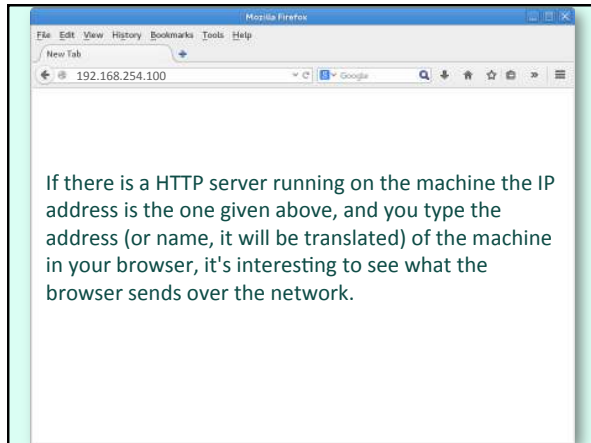 Mozilla Firefox
File Edit View History Bookmarks Tools Help
New Tab
192.168.254.100 Google
If there is a HTTP server running on the machine the IP
address is the one given above, and you type the
address (or name, it will be translated) of the machine
in your browser, it's interesting to see what the
browser sends over the network.